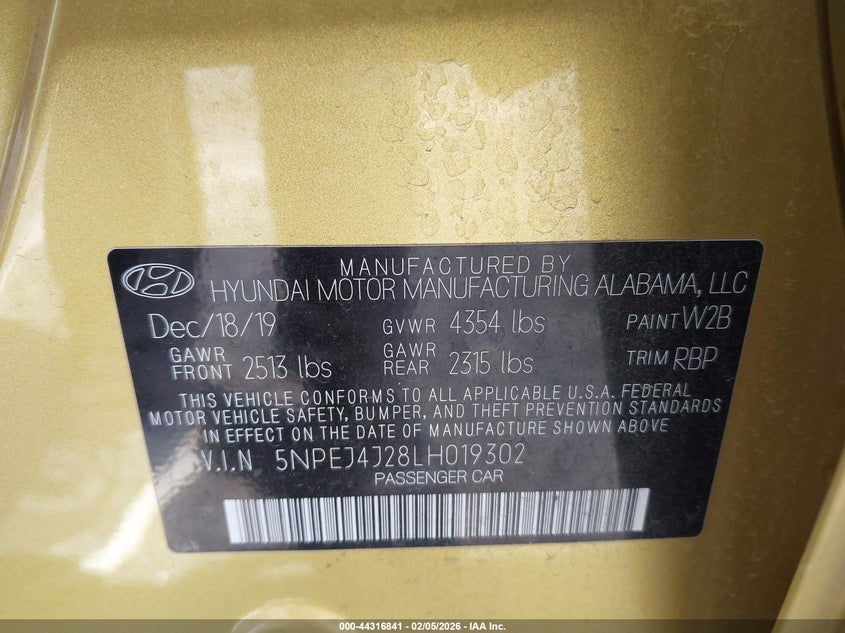 MANUFACTURED BY
HYUNDAI MOTOR MANUFACTURING ALABAMA, LLC
Dec/18/19 GVWR 4354 lbs PAINT W2B
GAWR FRONT 2513 lbs GAWR REAR 2315 lbs TRIM RBP
THIS VEHICLE CONFORMS TO ALL APPLICABLE U.S.A. FEDERAL
MOTOR VEHICLE SAFETY, BUMPER, AND THEFT PREVENTION STANDARDS
IN EFFECT ON THE DATE OF MANUFACTURE SHOWN ABOVE.
V.I.N 5NPEJ4J28LH019302
PASSENGER CAR
000-44316841 - 02/05/2026 - IAA Inc.